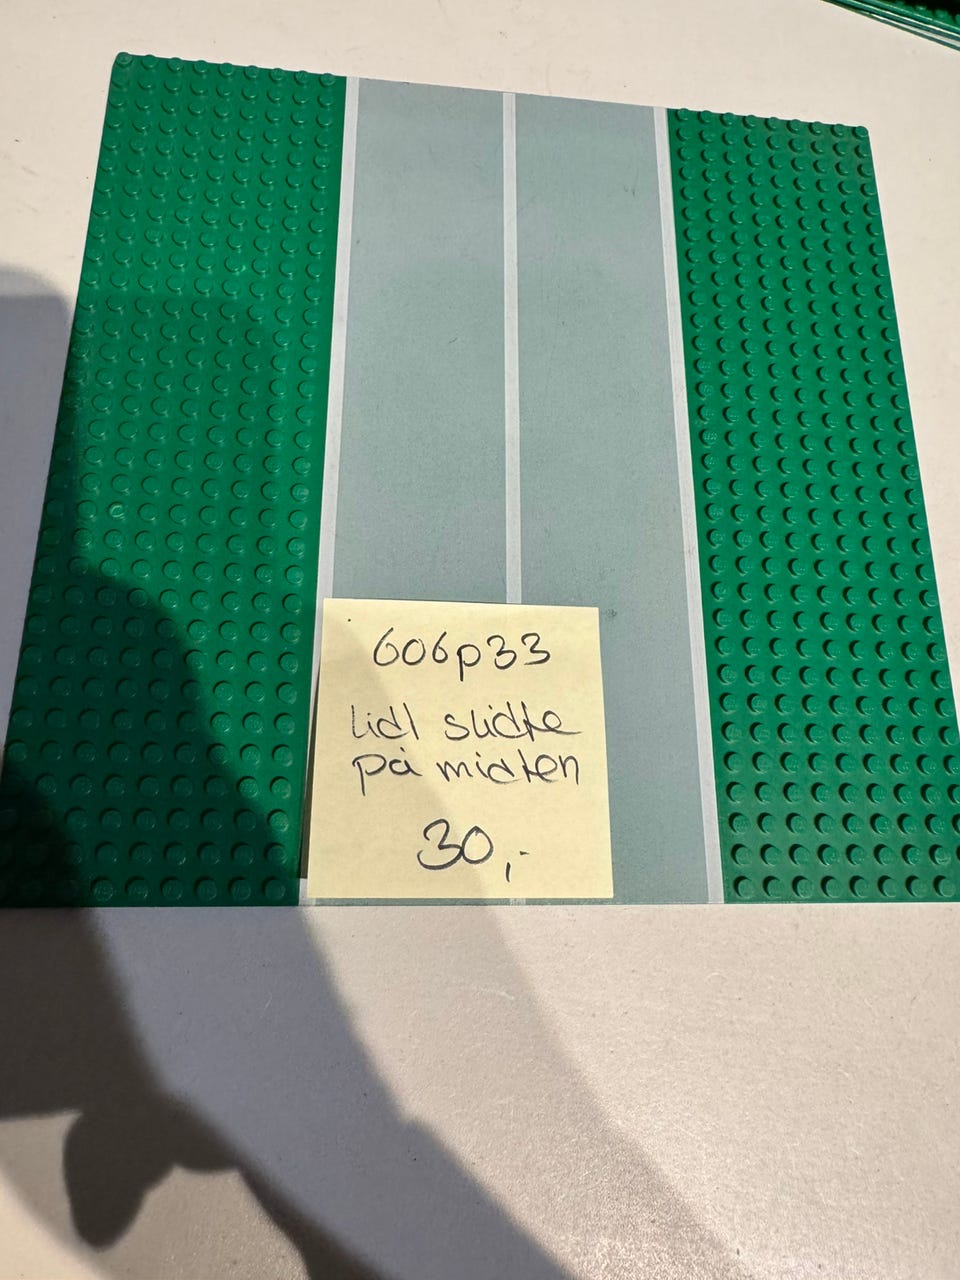 606p33
lidt slidte
på midten
30,-